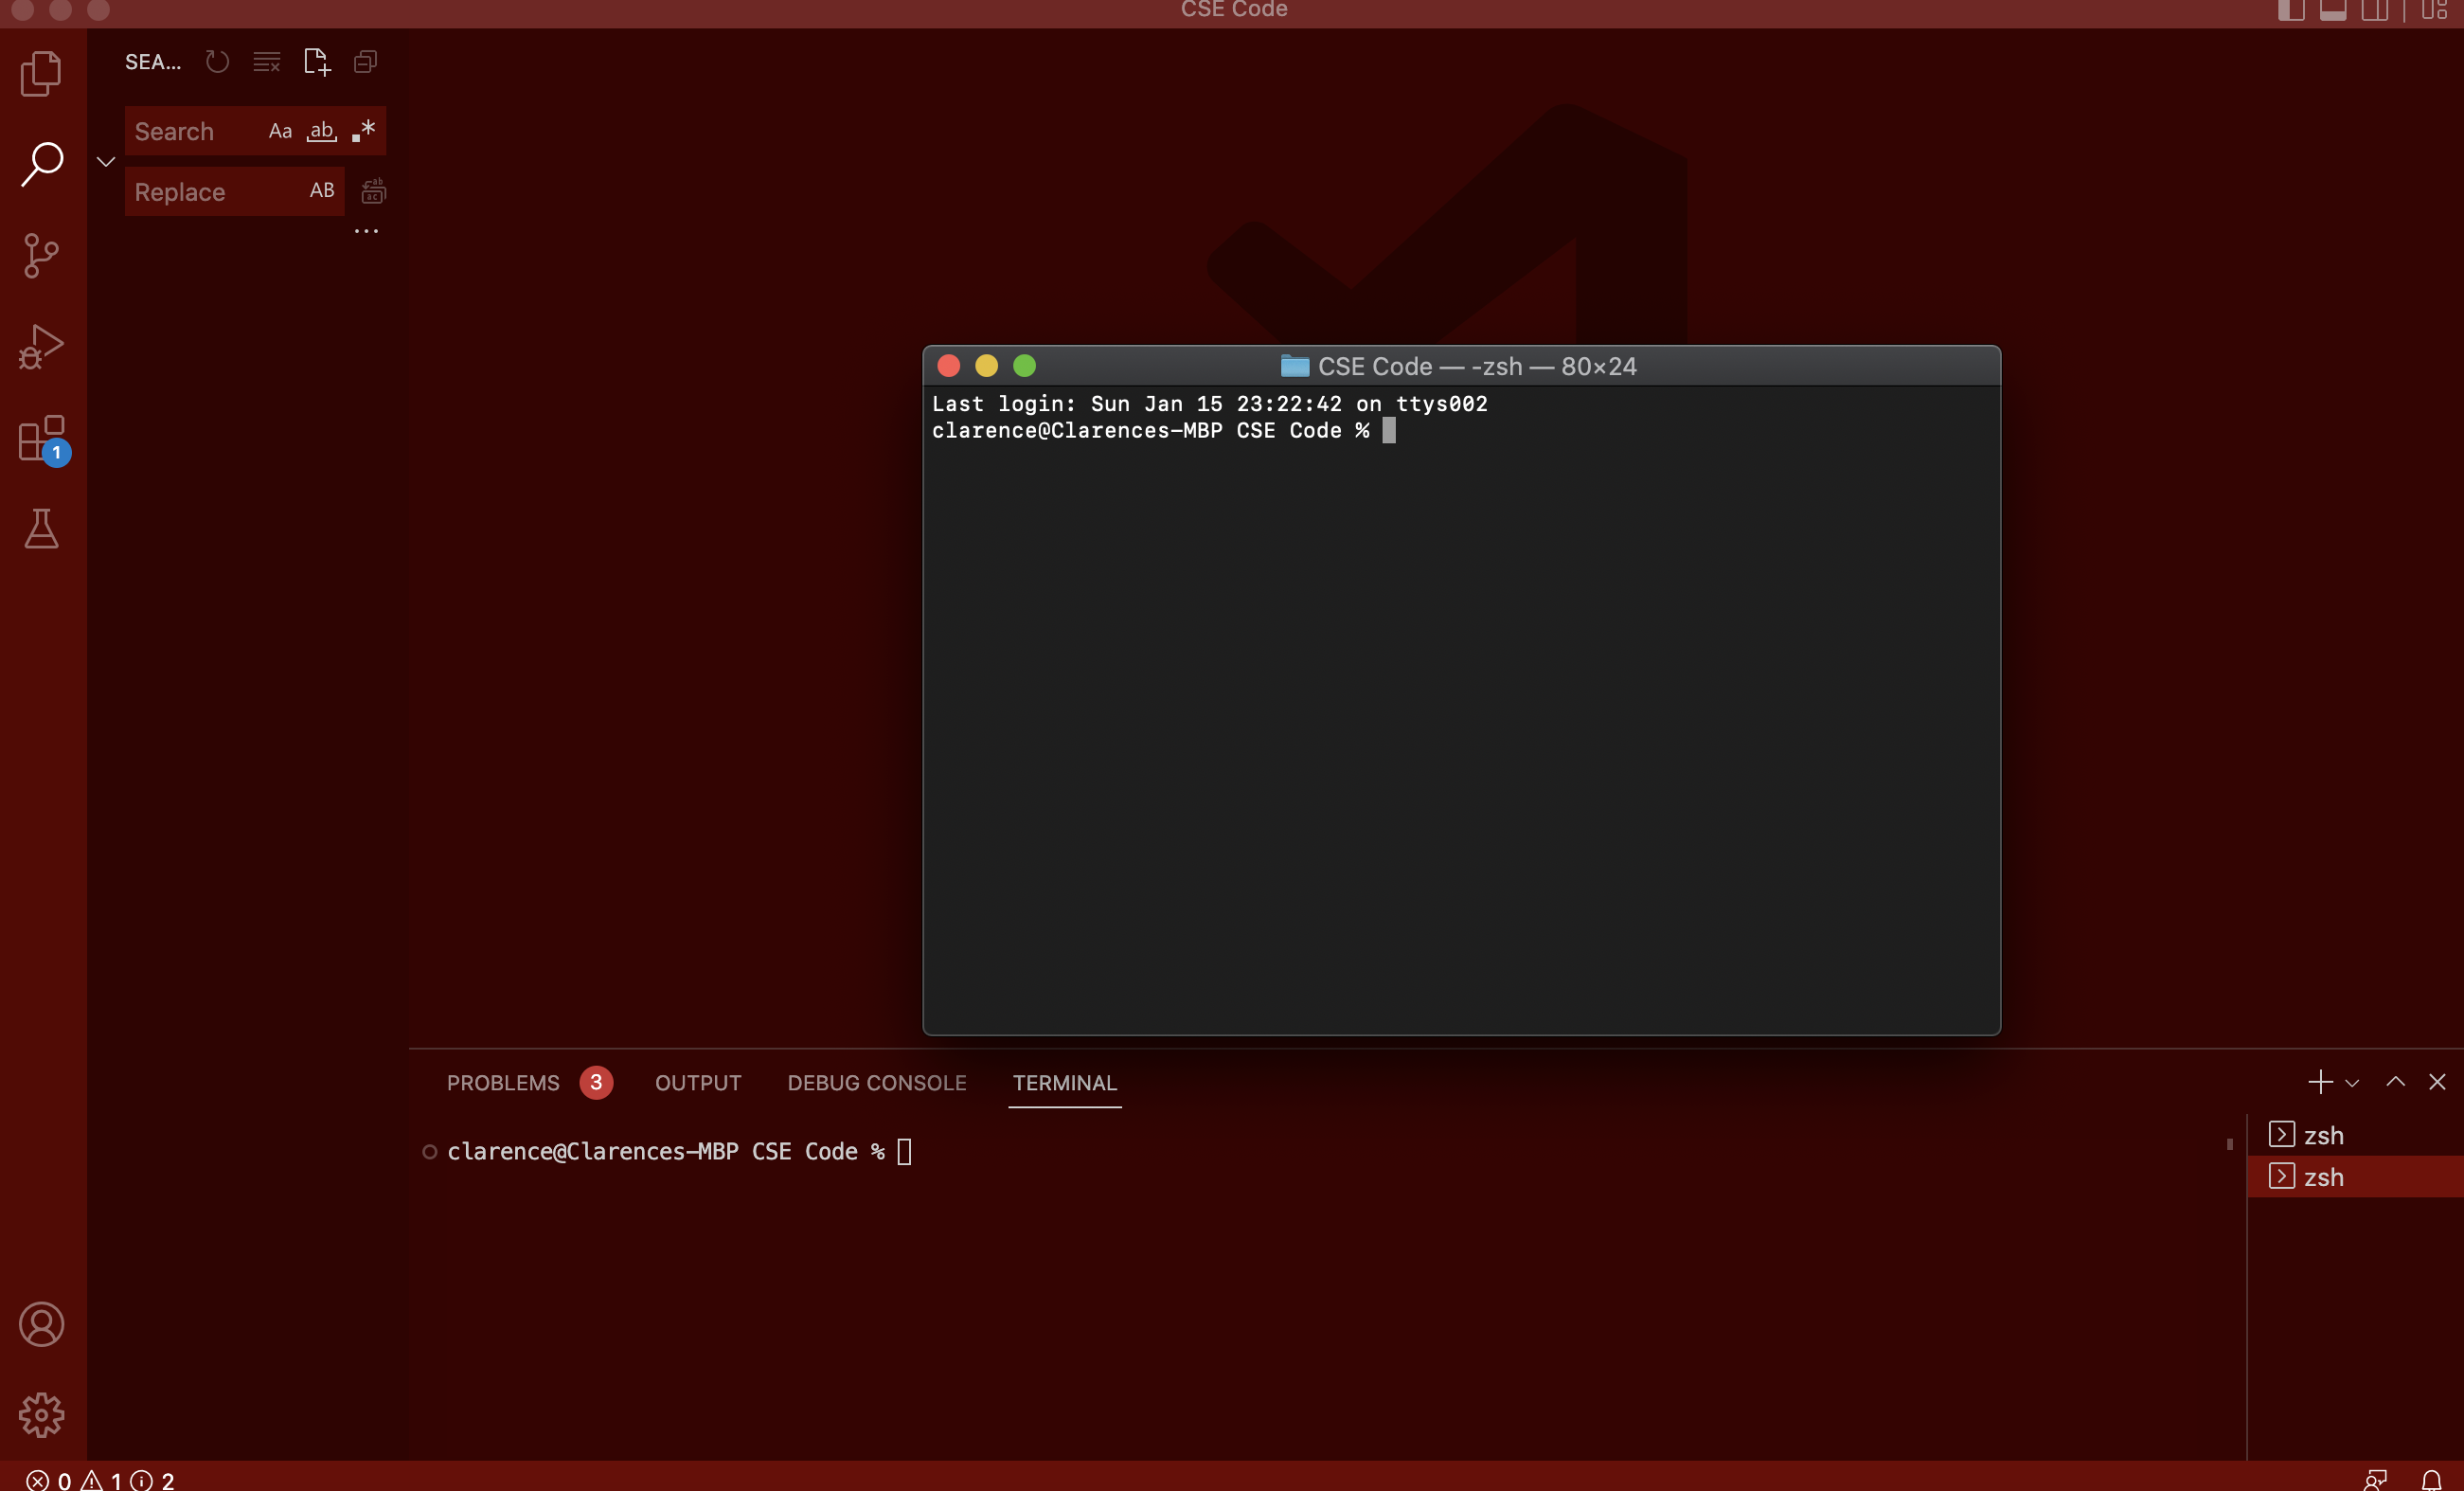 CSE Code
SEA...
Search Aa ab .*
Replace AB
...
1
CSE Code — -zsh — 80×24
Last login: Sun Jan 15 23:22:42 on ttys002
clarence@Clarences-MBP CSE Code %
PROBLEMS 3 OUTPUT DEBUG CONSOLE TERMINAL
clarence@Clarences-MBP CSE Code %
zsh
zsh
0 1 2